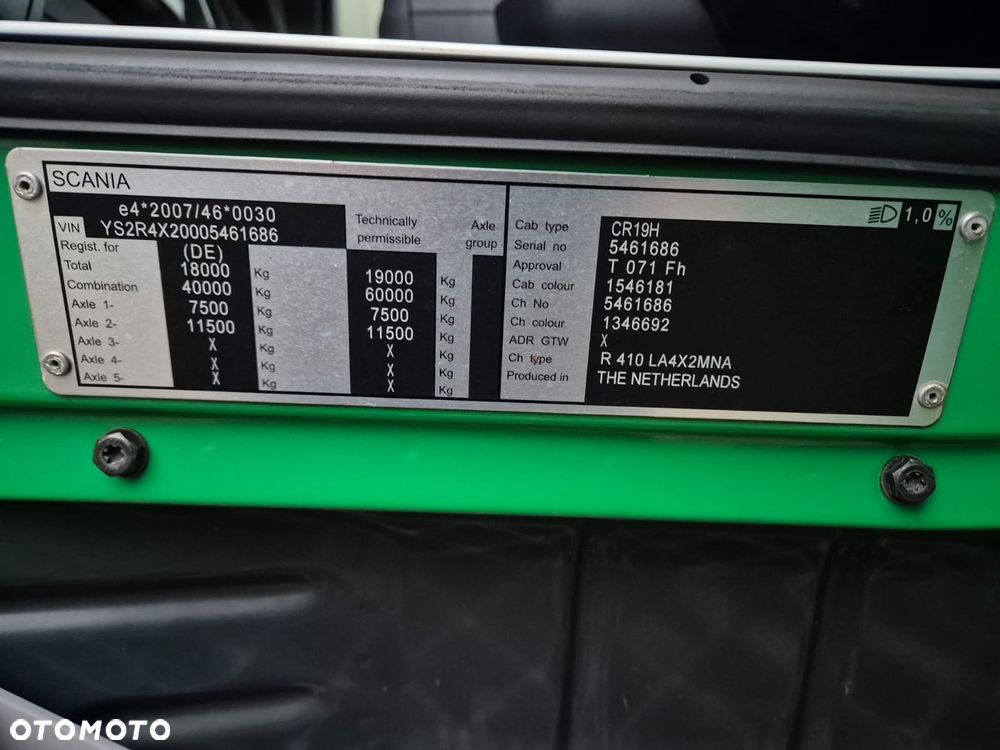 SCANIA
e4*2007/46*0030
VIN YS2R4X20005461686
Technically permissible
Axle group
Regist. for (DE)
Total 18000 Kg 19000 Kg
Combination 40000 Kg 60000 Kg
Axle 1- 7500 Kg 7500 Kg
Axle 2- 11500 Kg 11500 Kg
Axle 3- X Kg X Kg
Axle 4- X Kg X Kg
Axle 5- X Kg X Kg
1,0 %
Cab type CR19H
Serial no 5461686
Approval T 071 Fh
Cab colour 1546181
Ch No 5461686
Ch colour 1346692
ADR GTW X
Ch type R 410 LA4X2MNA
Produced in THE NETHERLANDS
OTOMOTO